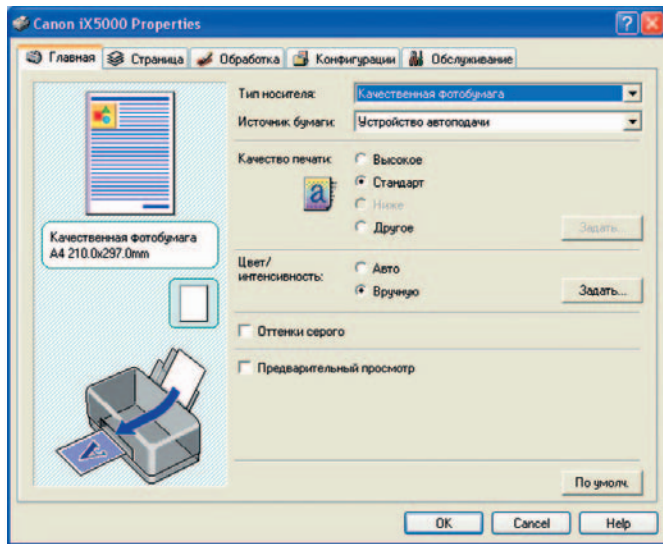 Canon iX5000 Properties
Главная Страница Обработка Конфигурации Обслуживание
Тип носителя: Качественная фотобумага
Источник бумаги: Устройство автоподачи
Качество печати: Высокое
Стандарт
Ниже
Другое Задать...
Качественная фотобумага
A4 210.0x297.0mm
Цвет/
интенсивность:
Авто
Вручную Задать...
Оттенки серого
Предварительный просмотр
По умолч.
OK Cancel Help